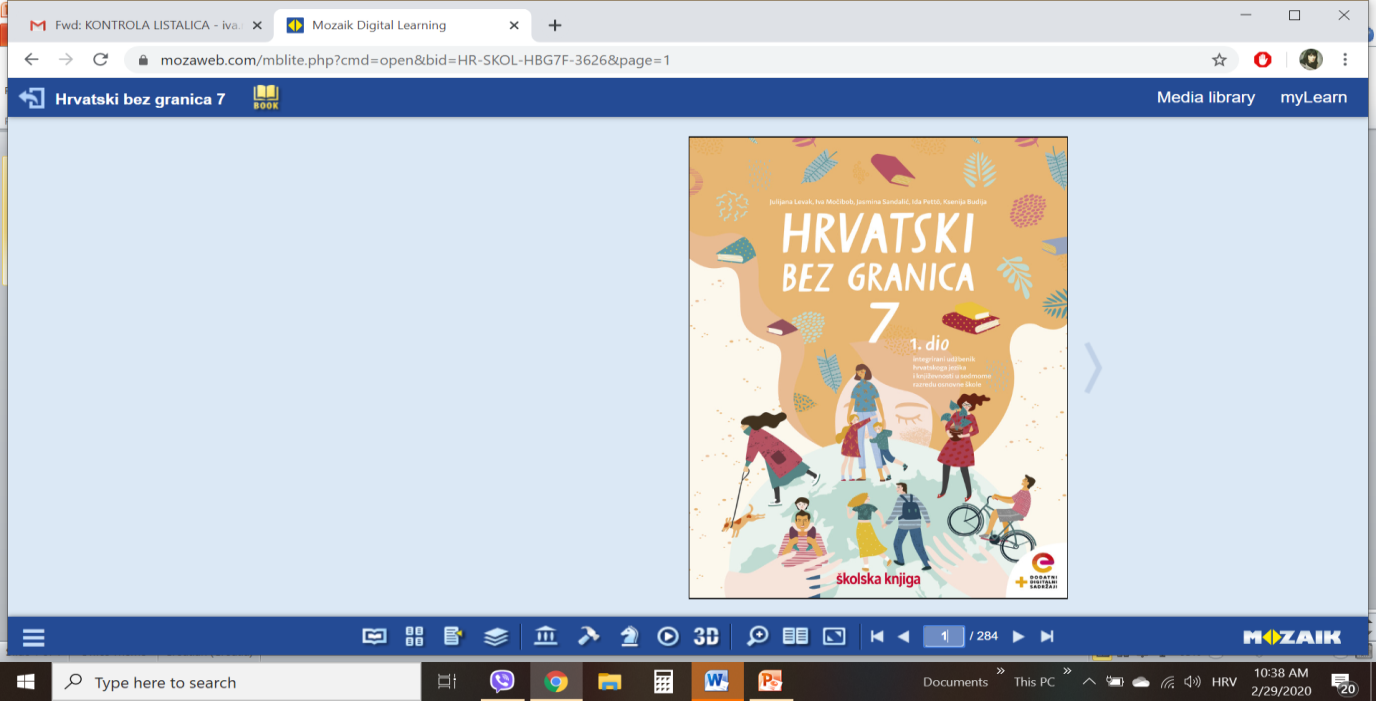 Fwd: KONTROLA LISTALICA - iva.
Mozaik Digital Learning
mozaweb.com/mblite.php?cmd=open&bid=HR-SKOL-HBG7F-3626&page=1
Hrvatski bez granica 7
BOOK
Media library
myLearn
Julijana Levak, Iva Močibob, Jasmina Sandalić, Ida Pettö, Ksenija Budija
HRVATSKI
BEZ GRANICA
7
1. dio
Integrirani udžbenik
hrvatskoga jezika
i književnosti u sedmome
razredu osnovne škole
školska knjiga
e
+ DODATNI
DIGITALNI
SADRŽAJI
3D
1 / 284
MOZAIK
Type here to search
Documents
This PC
HRV
10:38 AM
2/29/2020
20